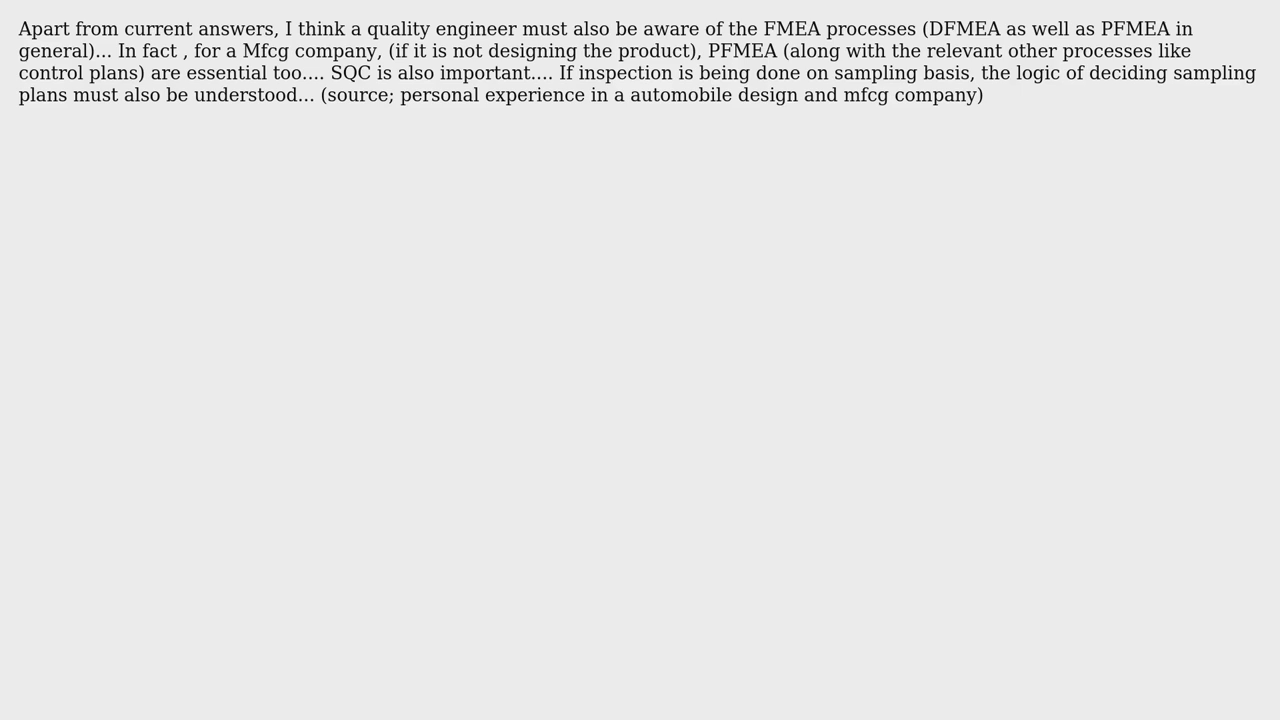 Apart from current answers, I think a quality engineer must also be aware of the FMEA processes (DFMEA as well as PFMEA in
general)... In fact , for a Mfcg company, (if it is not designing the product), PFMEA (along with the relevant other processes like
control plans) are essential too.... SQC is also important.... If inspection is being done on sampling basis, the logic of deciding sampling
plans must also be understood... (source; personal experience in a automobile design and mfcg company)